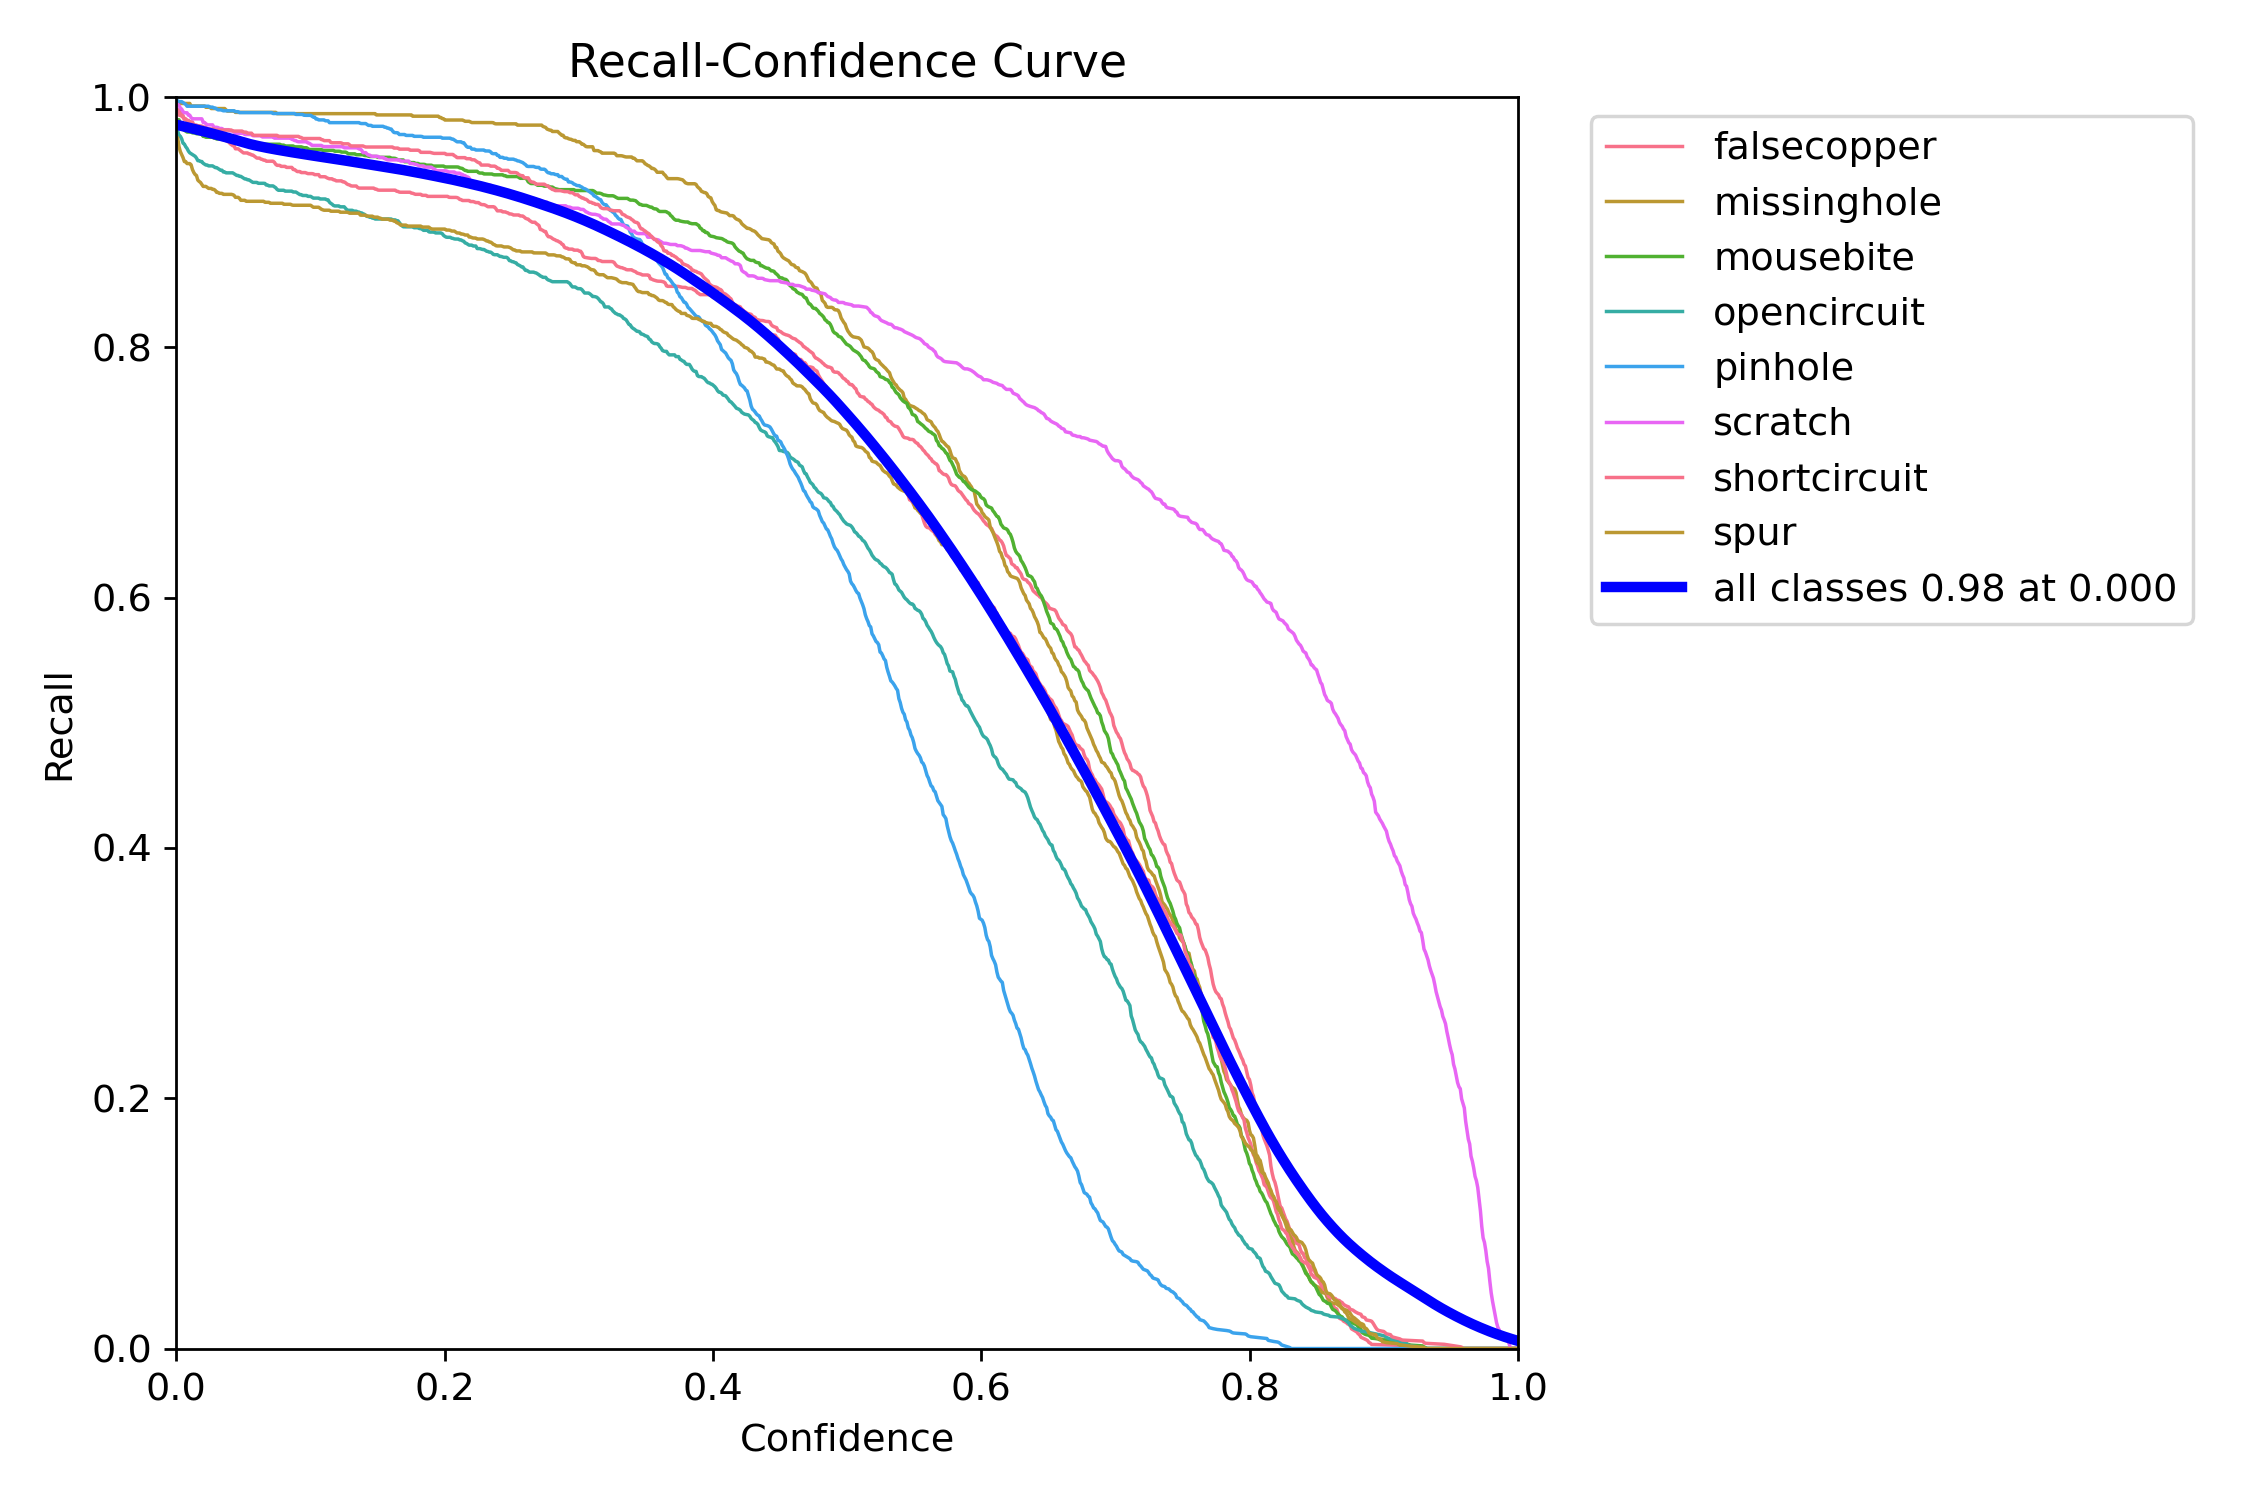 Recall-Confidence Curve
1.0
0.8
0.6
0.4
0.2
0.0
Recall
0.0 0.2 0.4 0.6 0.8 1.0
Confidence
falsecopper
missinghole
mousebite
opencircuit
pinhole
scratch
shortcircuit
spur
all classes 0.98 at 0.000